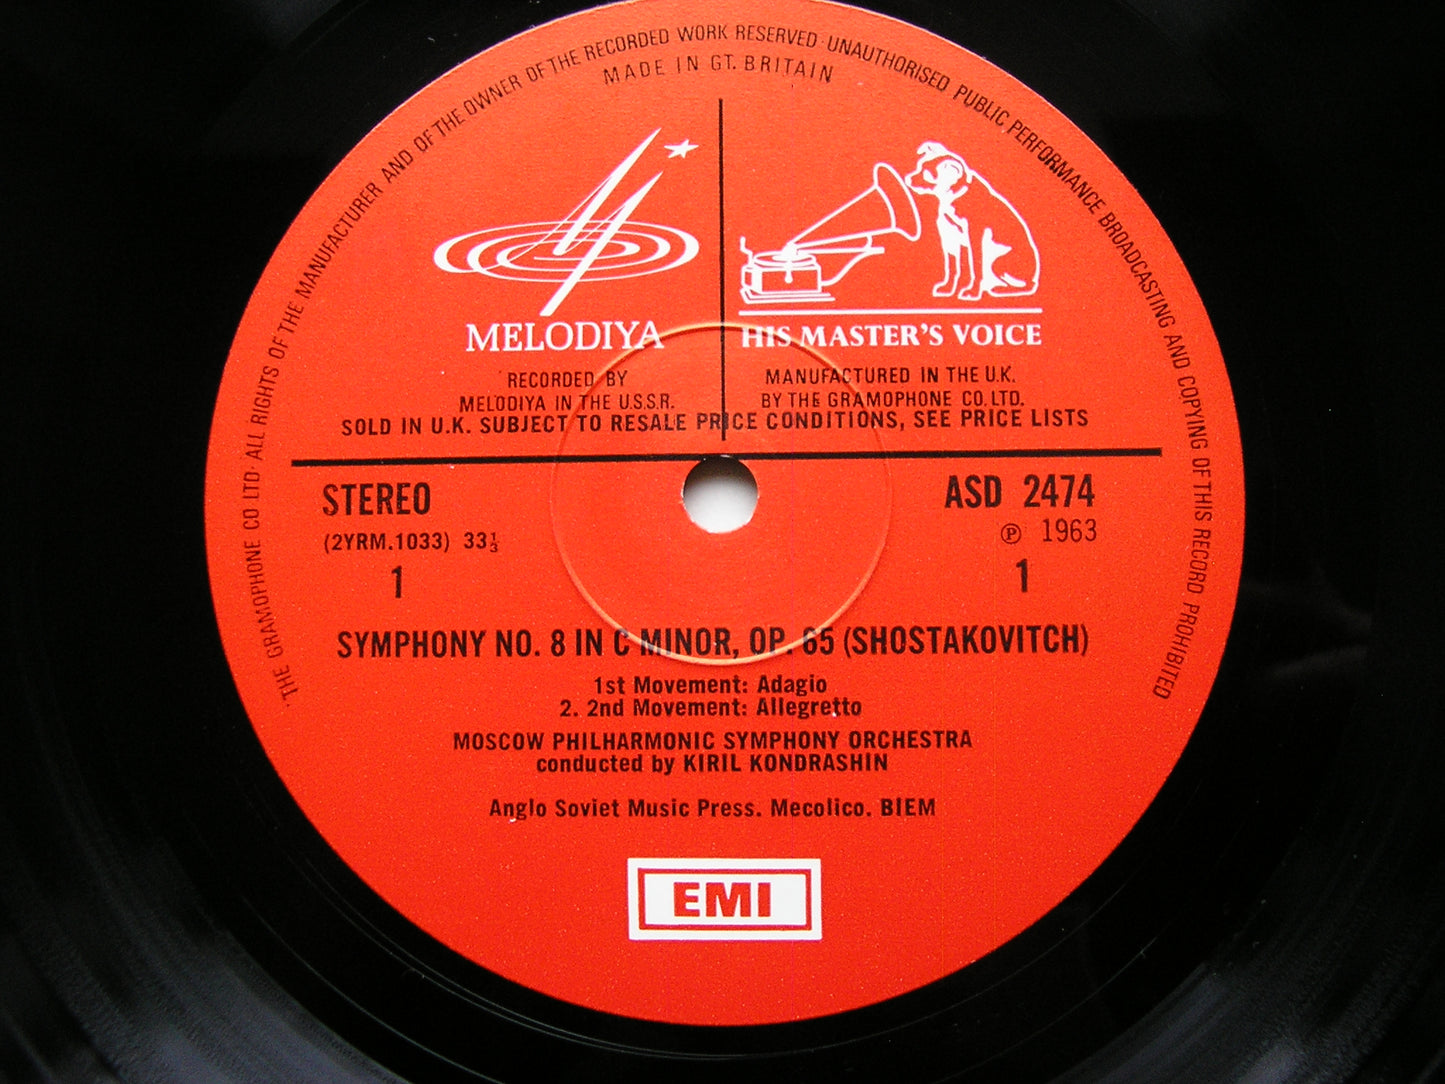 THE GRAMOPHONE CO LTD· ALL RIGHTS OF THE MANUFACTURER AND OF THE OWNER OF THE RECORDED WORK RESERVED·UNAUTHORISED PUBLIC PERFORMANCE BROADCASTING AND COPYING OF THIS RECORD PROHIBITED
MADE IN GT. BRITAIN
MELODIYA
HIS MASTER'S VOICE
RECORDED BY
MELODIYA IN THE U.S.S.R.
MANUFACTURED IN THE U.K.
BY THE GRAMOPHONE CO. LTD.
SOLD IN U.K. SUBJECT TO RESALE PRICE CONDITIONS, SEE PRICE LISTS
STEREO
(2YRM.1033) 33⅓
1
ASD 2474
℗ 1963
1
SYMPHONY NO. 8 IN C MINOR, OP. 65 (SHOSTAKOVITCH)
1st Movement: Adagio
2. 2nd Movement: Allegretto
MOSCOW PHILHARMONIC SYMPHONY ORCHESTRA
conducted by KIRIL KONDRASHIN
Anglo Soviet Music Press. Mecolico. BIEM
EMI